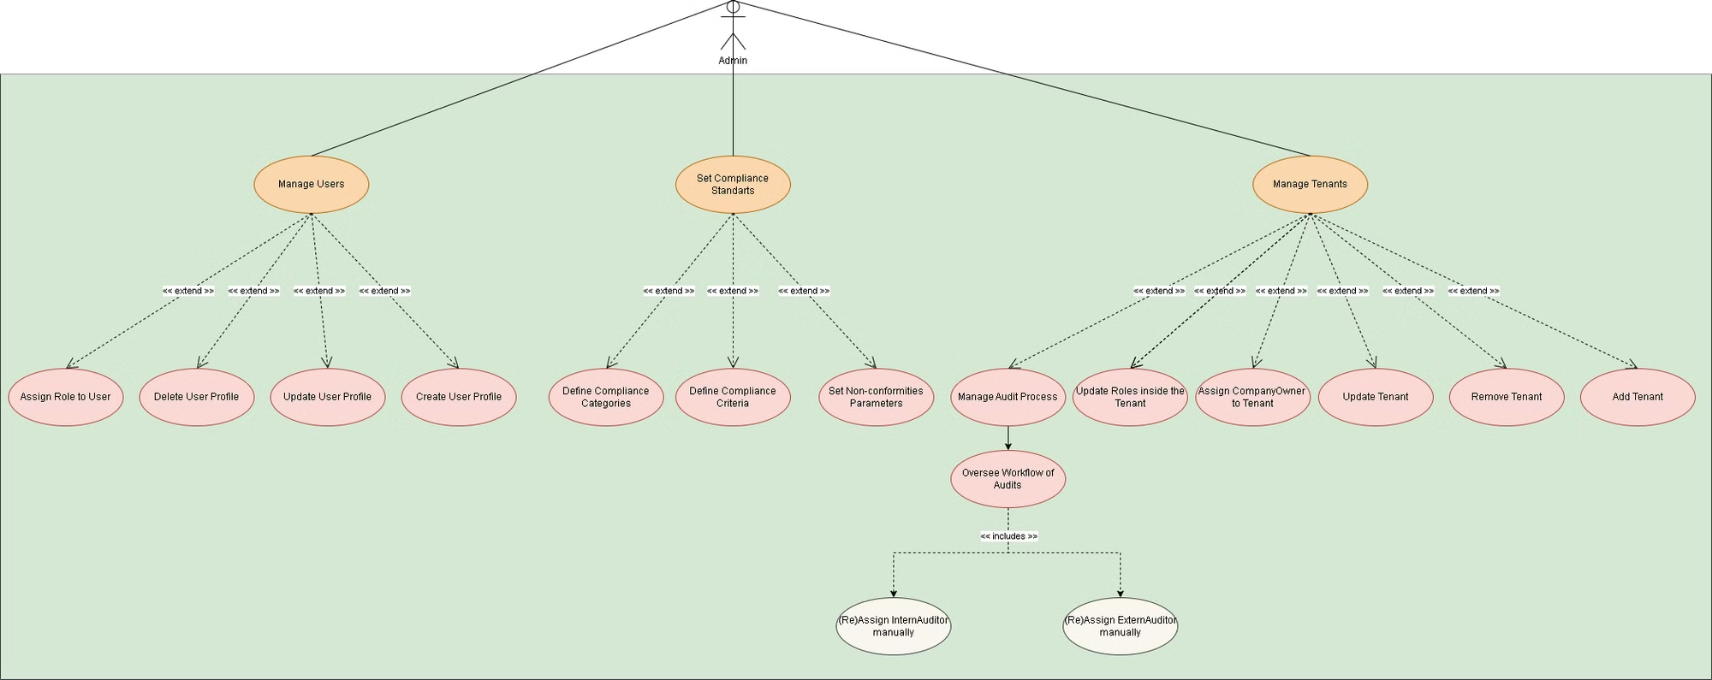 Admin
Manage Users
Set Compliance
Standarts
Manage Tenants
<< extend >>
<< extend >>
<< extend >>
<< extend >>
<< extend >>
<< extend >>
<< extend >>
<< extend >>
<< extend >>
<< extend >>
<< extend >>
<< extend >>
<< extend >>
Assign Role to User
Delete User Profile
Update User Profile
Create User Profile
Define Compliance
Categories
Define Compliance
Criteria
Set Non-conformities
Parameters
Manage Audit Process
Update Roles inside the
Tenant
Assign CompanyOwner
to Tenant
Update Tenant
Remove Tenant
Add Tenant
Oversee Workflow of
Audits
<< includes >>
(Re)Assign InternAuditor
manually
(Re)Assign ExternAuditor
manually